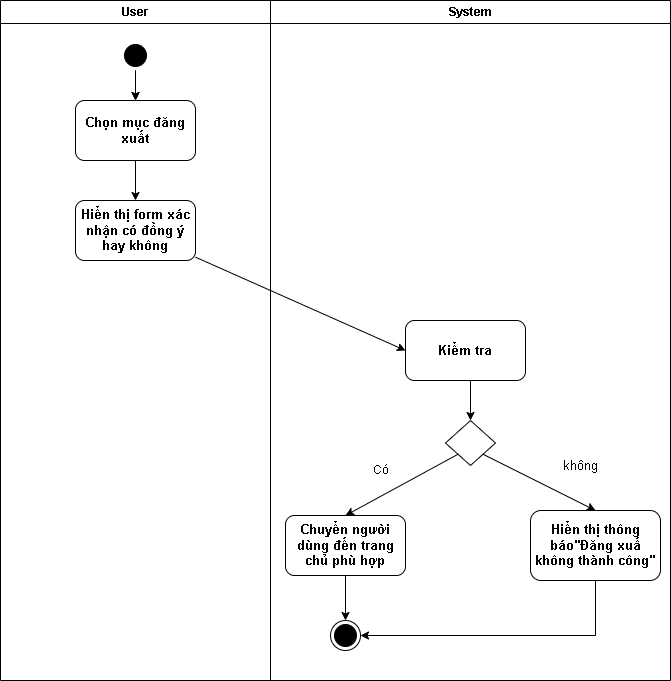 User
System
Chọn mục đăng
xuất
Hiển thị form xác
nhận có đồng ý
hay không
Kiểm tra
Có
không
Chuyển người
dùng đến trang
chủ phù hợp
Hiển thị thông
báo"Đăng xuấ
không thành công"